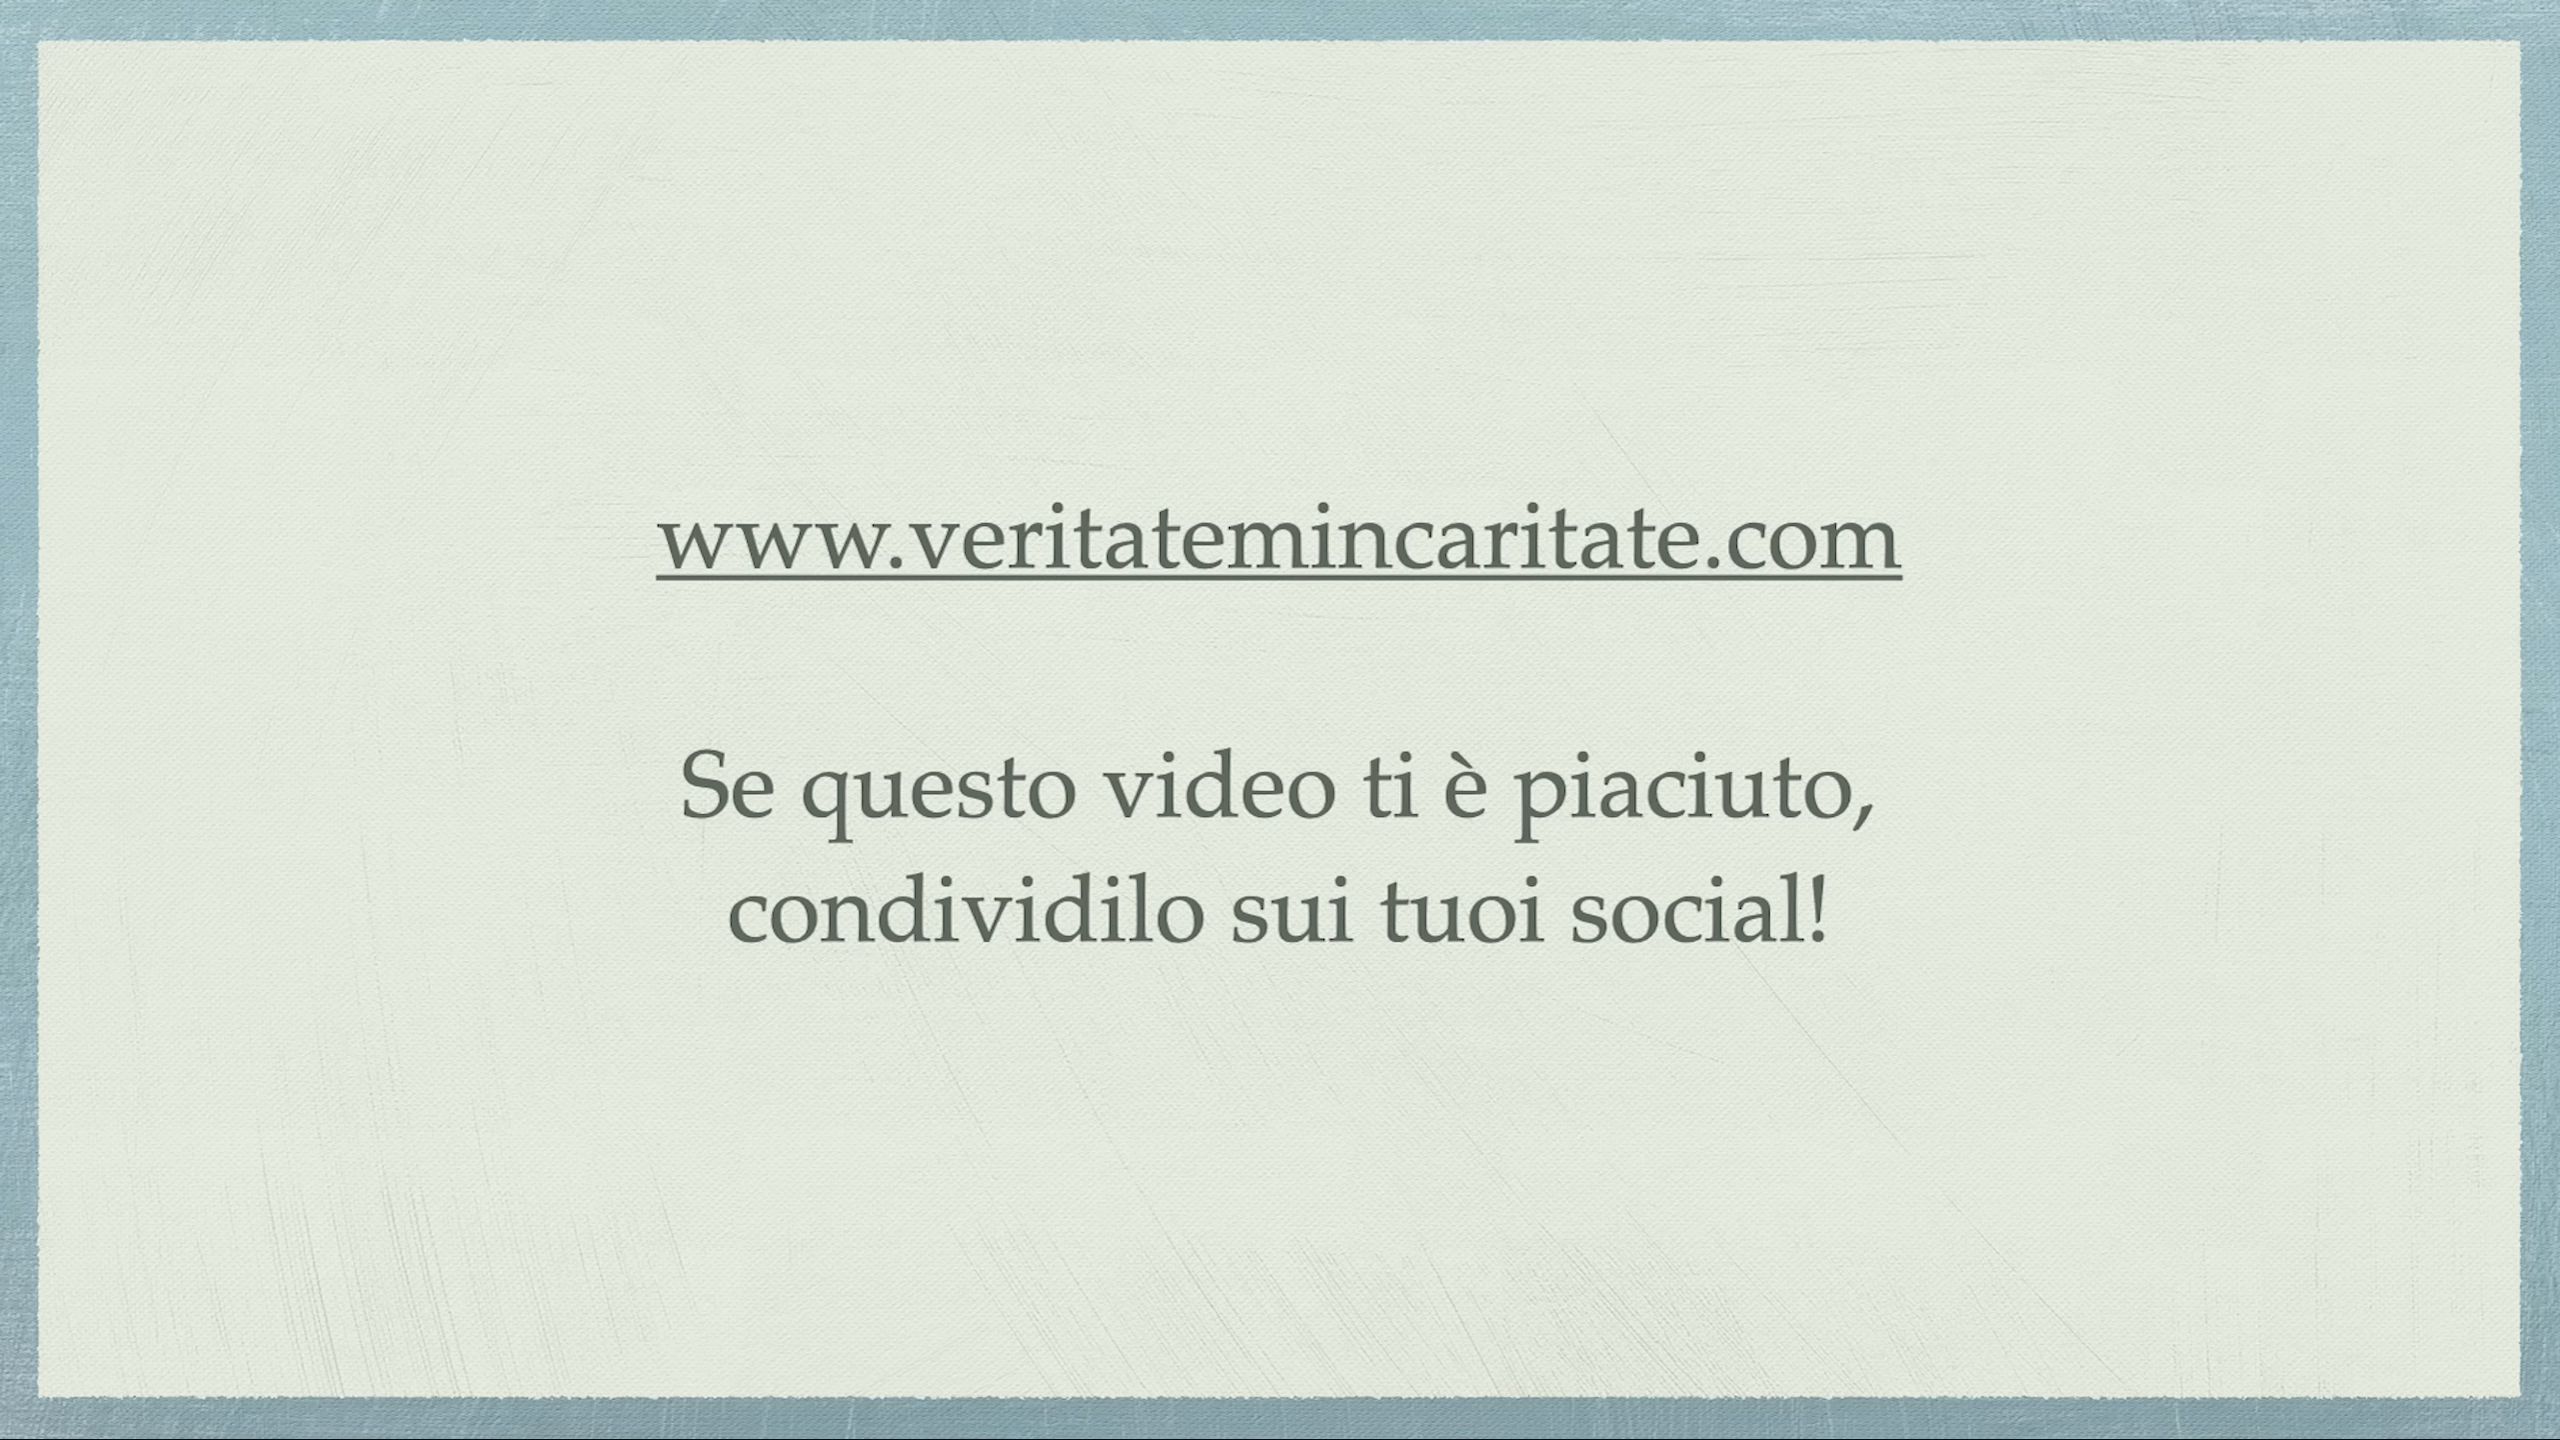 www.veritatemincaritate.com
Se questo video ti è piaciuto,
condividilo sui tuoi social!